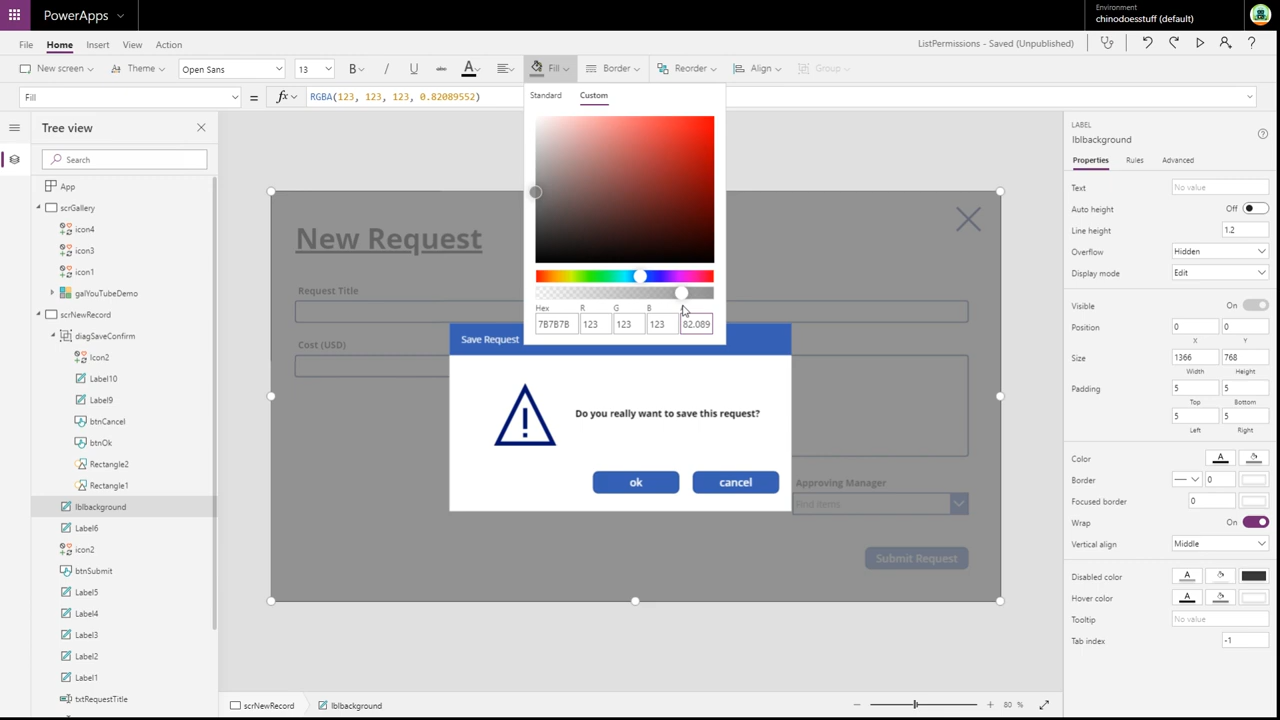 PowerApps
Environment
chinodoesstuff (default)
File Home Insert View Action
ListPermissions - Saved (Unpublished)
New screen Theme Open Sans 13 B / U A Fill Border Reorder Align Group
Fill = fx RGBA(123, 123, 123, 0.82089552)
Standard Custom
Hex R G B
7B7B7B 123 123 123 82.089
Tree view
Search
App
scrGallery
icon4
icon3
icon1
galYouTubeDemo
scrNewRecord
diagSaveConfirm
Icon2
Label10
Label9
btnCancel
btnOk
Rectangle2
Rectangle1
lblbackground
Label6
icon2
btnSubmit
Label5
Label4
Label3
Label2
Label1
txtRequestTitle
New Request
Request Title
Cost (USD)
Save Request
Do you really want to save this request?
ok cancel
Approving Manager
Find items
Submit Request
scrNewRecord lblbackground
80 %
LABEL
lblbackground
Properties Rules Advanced
Text No value
Auto height Off
Line height 1.2
Overflow Hidden
Display mode Edit
Visible On
Position 0 0
X Y
Size 1366 768
Width Height
Padding 5 5
Top Bottom
5 5
Left Right
Color A
Border 0
Focused border 0
Wrap On
Vertical align Middle
Disabled color A
Hover color A
Tooltip No value
Tab index -1